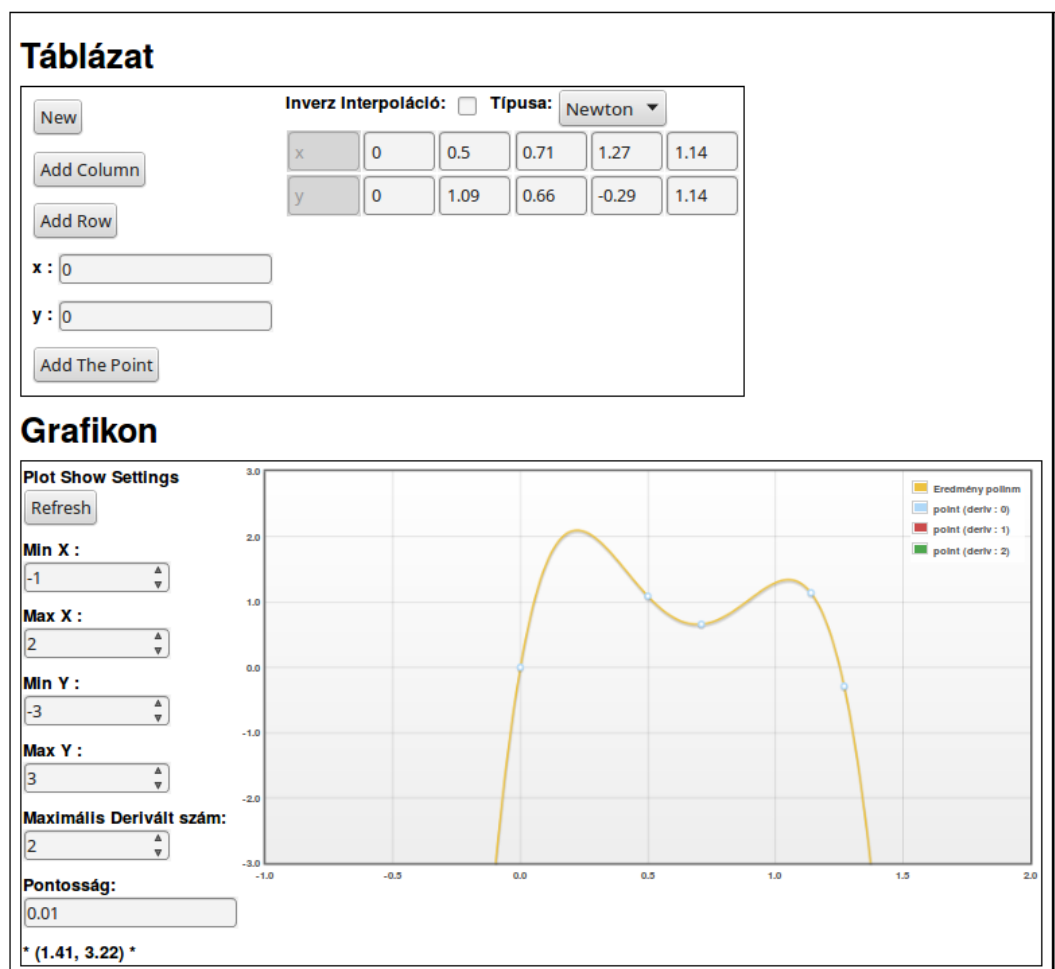 Táblázat
New
Inverz Interpoláció: Típusa: Newton
Add Column
x 0 0.5 0.71 1.27 1.14
y 0 1.09 0.66 -0.29 1.14
Add Row
x : 0
y : 0
Add The Point
Grafikon
Plot Show Settings
Refresh
Min X :
-1
Max X :
2
Min Y :
-3
Max Y :
3
Maximális Derivált szám:
2
Pontosság:
0.01
* (1.41, 3.22) *
3.0
2.0
1.0
0.0
-1.0
-2.0
-3.0
-1.0 -0.5 0.0 0.5 1.0 1.5 2.0
Eredmény polinm
point (deriv : 0)
point (deriv : 1)
point (deriv : 2)